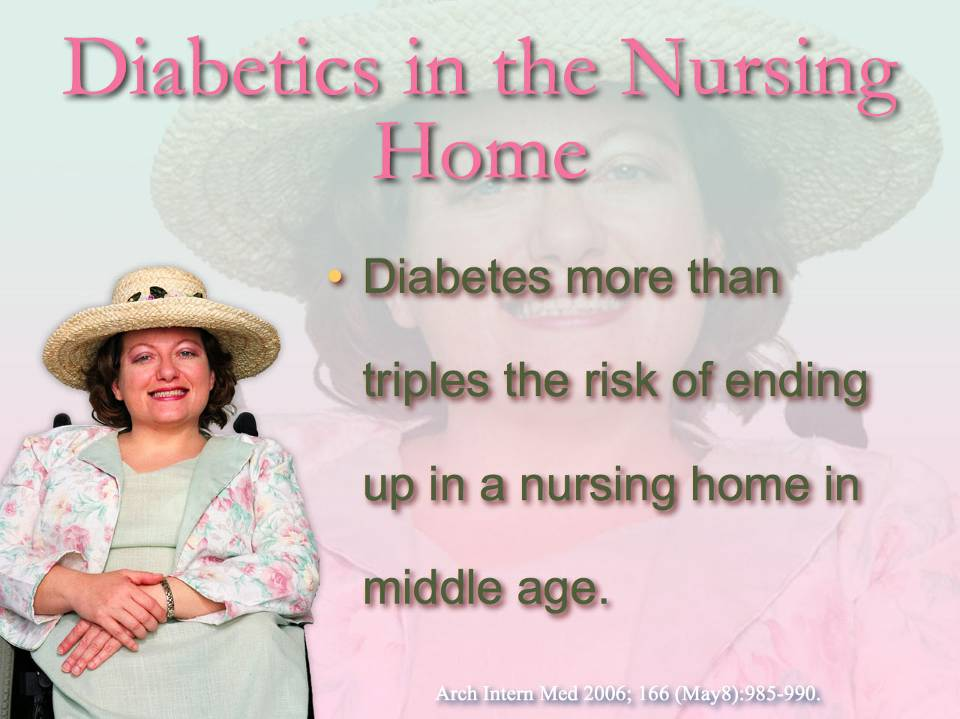 Diabetics in the Nursing
Home
• Diabetes more than
triples the risk of ending
up in a nursing home in
middle age.
Arch Intern Med 2006; 166 (May8):985-990.